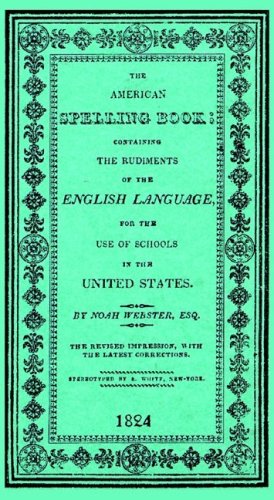 THE
AMERICAN
SPELLING BOOK:
CONTAINING
THE RUDIMENTS
OF THE
ENGLISH LANGUAGE,
FOR THE
USE OF SCHOOLS
IN THE
UNITED STATES.
BY NOAH WEBSTER, ESQ.
THE REVISED IMPRESSION, WITH
THE LATEST CORRECTIONS.
STEREOTYPED BY E. WHITE, NEW-YORK.
1824